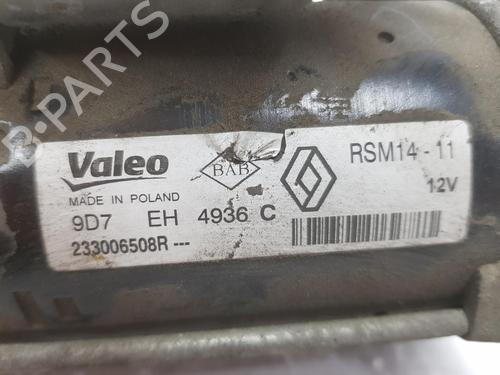 B-PARTS
Valeo
BAB
RSM14 - 11
MADE IN POLAND
12V
9D7 EH 4936 C
233006508R ---